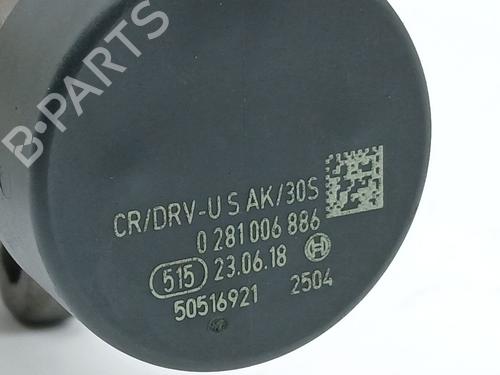 B·PARTS
CR/DRV-U S AK/30S
0 281 006 886
515 23.06.18
50516921 2504